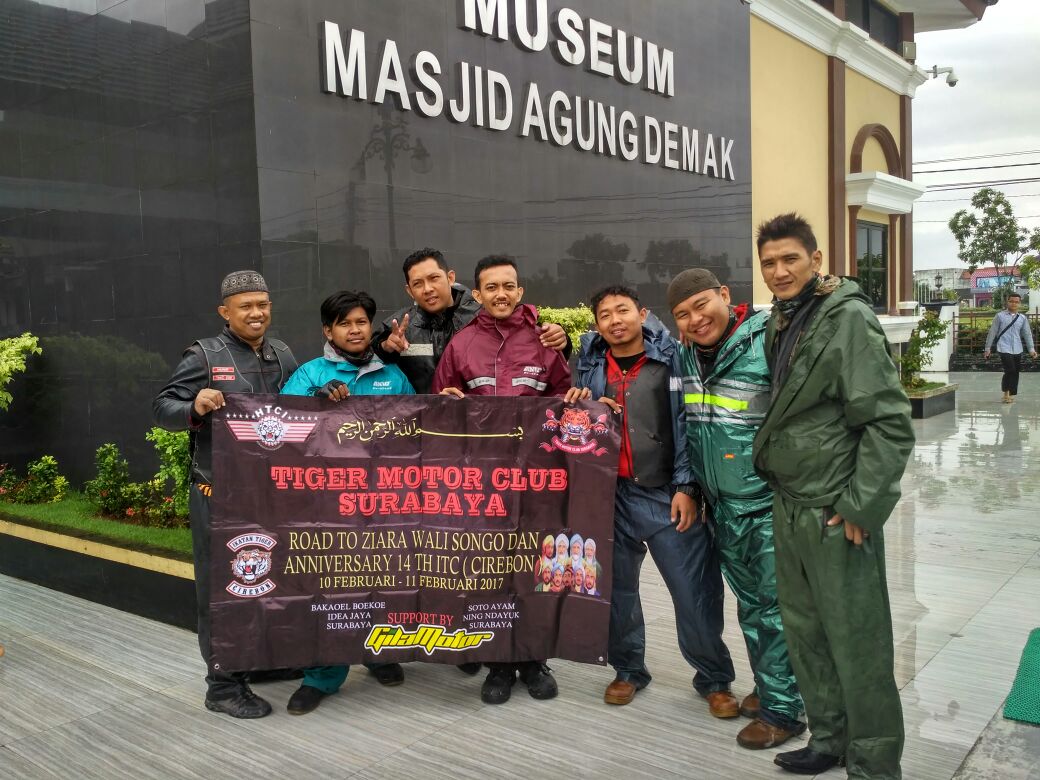 MUSEUM
MASJID AGUNG DEMAK
HTCI
بسم الله الرحمن الرحيم
TIGER MOTOR CLUB
SURABAYA
IKATAN TIGER
CIREBON
ROAD TO ZIARA WALI SONGO DAN
ANNIVERSARY 14 TH ITC ( CIREBON )
10 FEBRUARI - 11 FEBRUARI 2017
BAKAOEL BOEKOE
IDEA JAYA
SURABAYA
SUPPORT BY
GilaMotor
SOTO AYAM
NING NDAYUK
SURABAYA